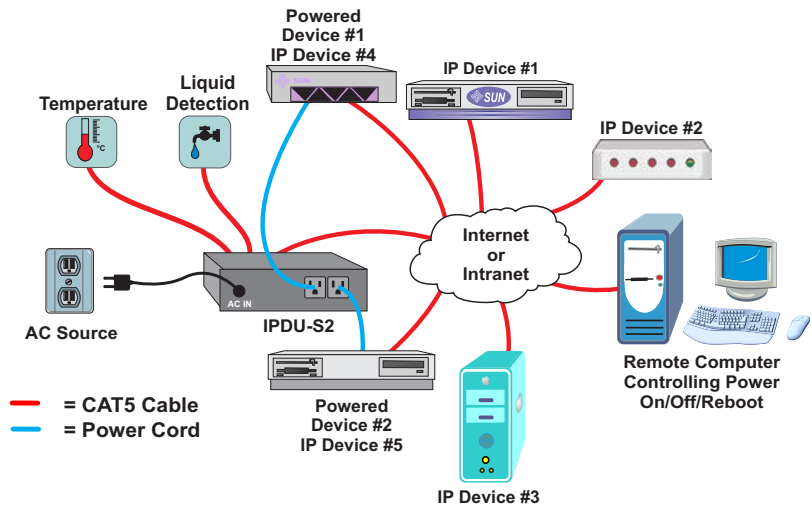 Powered
Device #1
IP Device #4
SUN
IP Device #1
SUN
Liquid
Detection
Temperature
°C
IP Device #2
Internet
or
Intranet
AC IN
AC Source
IPDU-S2
Remote Computer
Controlling Power
On/Off/Reboot
= CAT5 Cable
= Power Cord
Powered
Device #2
IP Device #5
IP Device #3